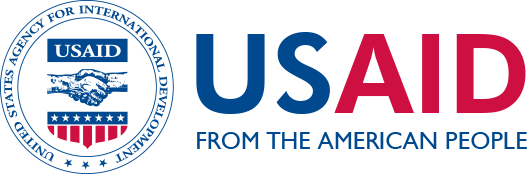 UNITED STATES AGENCY FOR INTERNATIONAL DEVELOPMENT
USAID
USAID
FROM THE AMERICAN PEOPLE